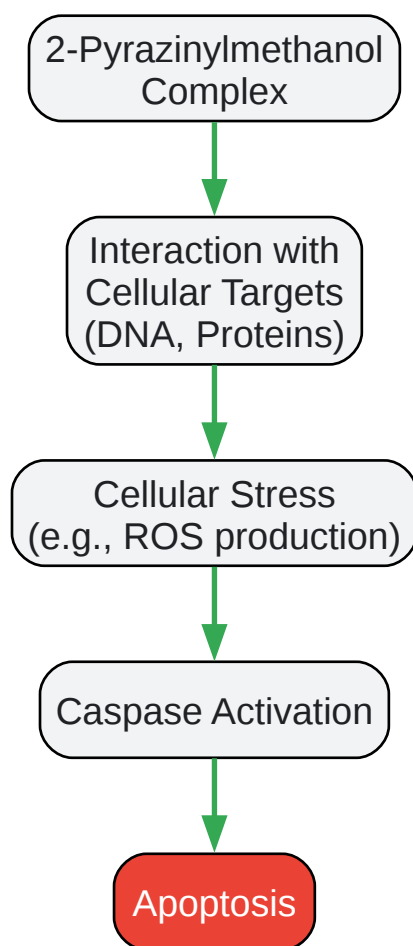 2-Pyrazinylmethanol
Complex
Interaction with
Cellular Targets
(DNA, Proteins)
Cellular Stress
(e.g., ROS production)
Caspase Activation
Apoptosis